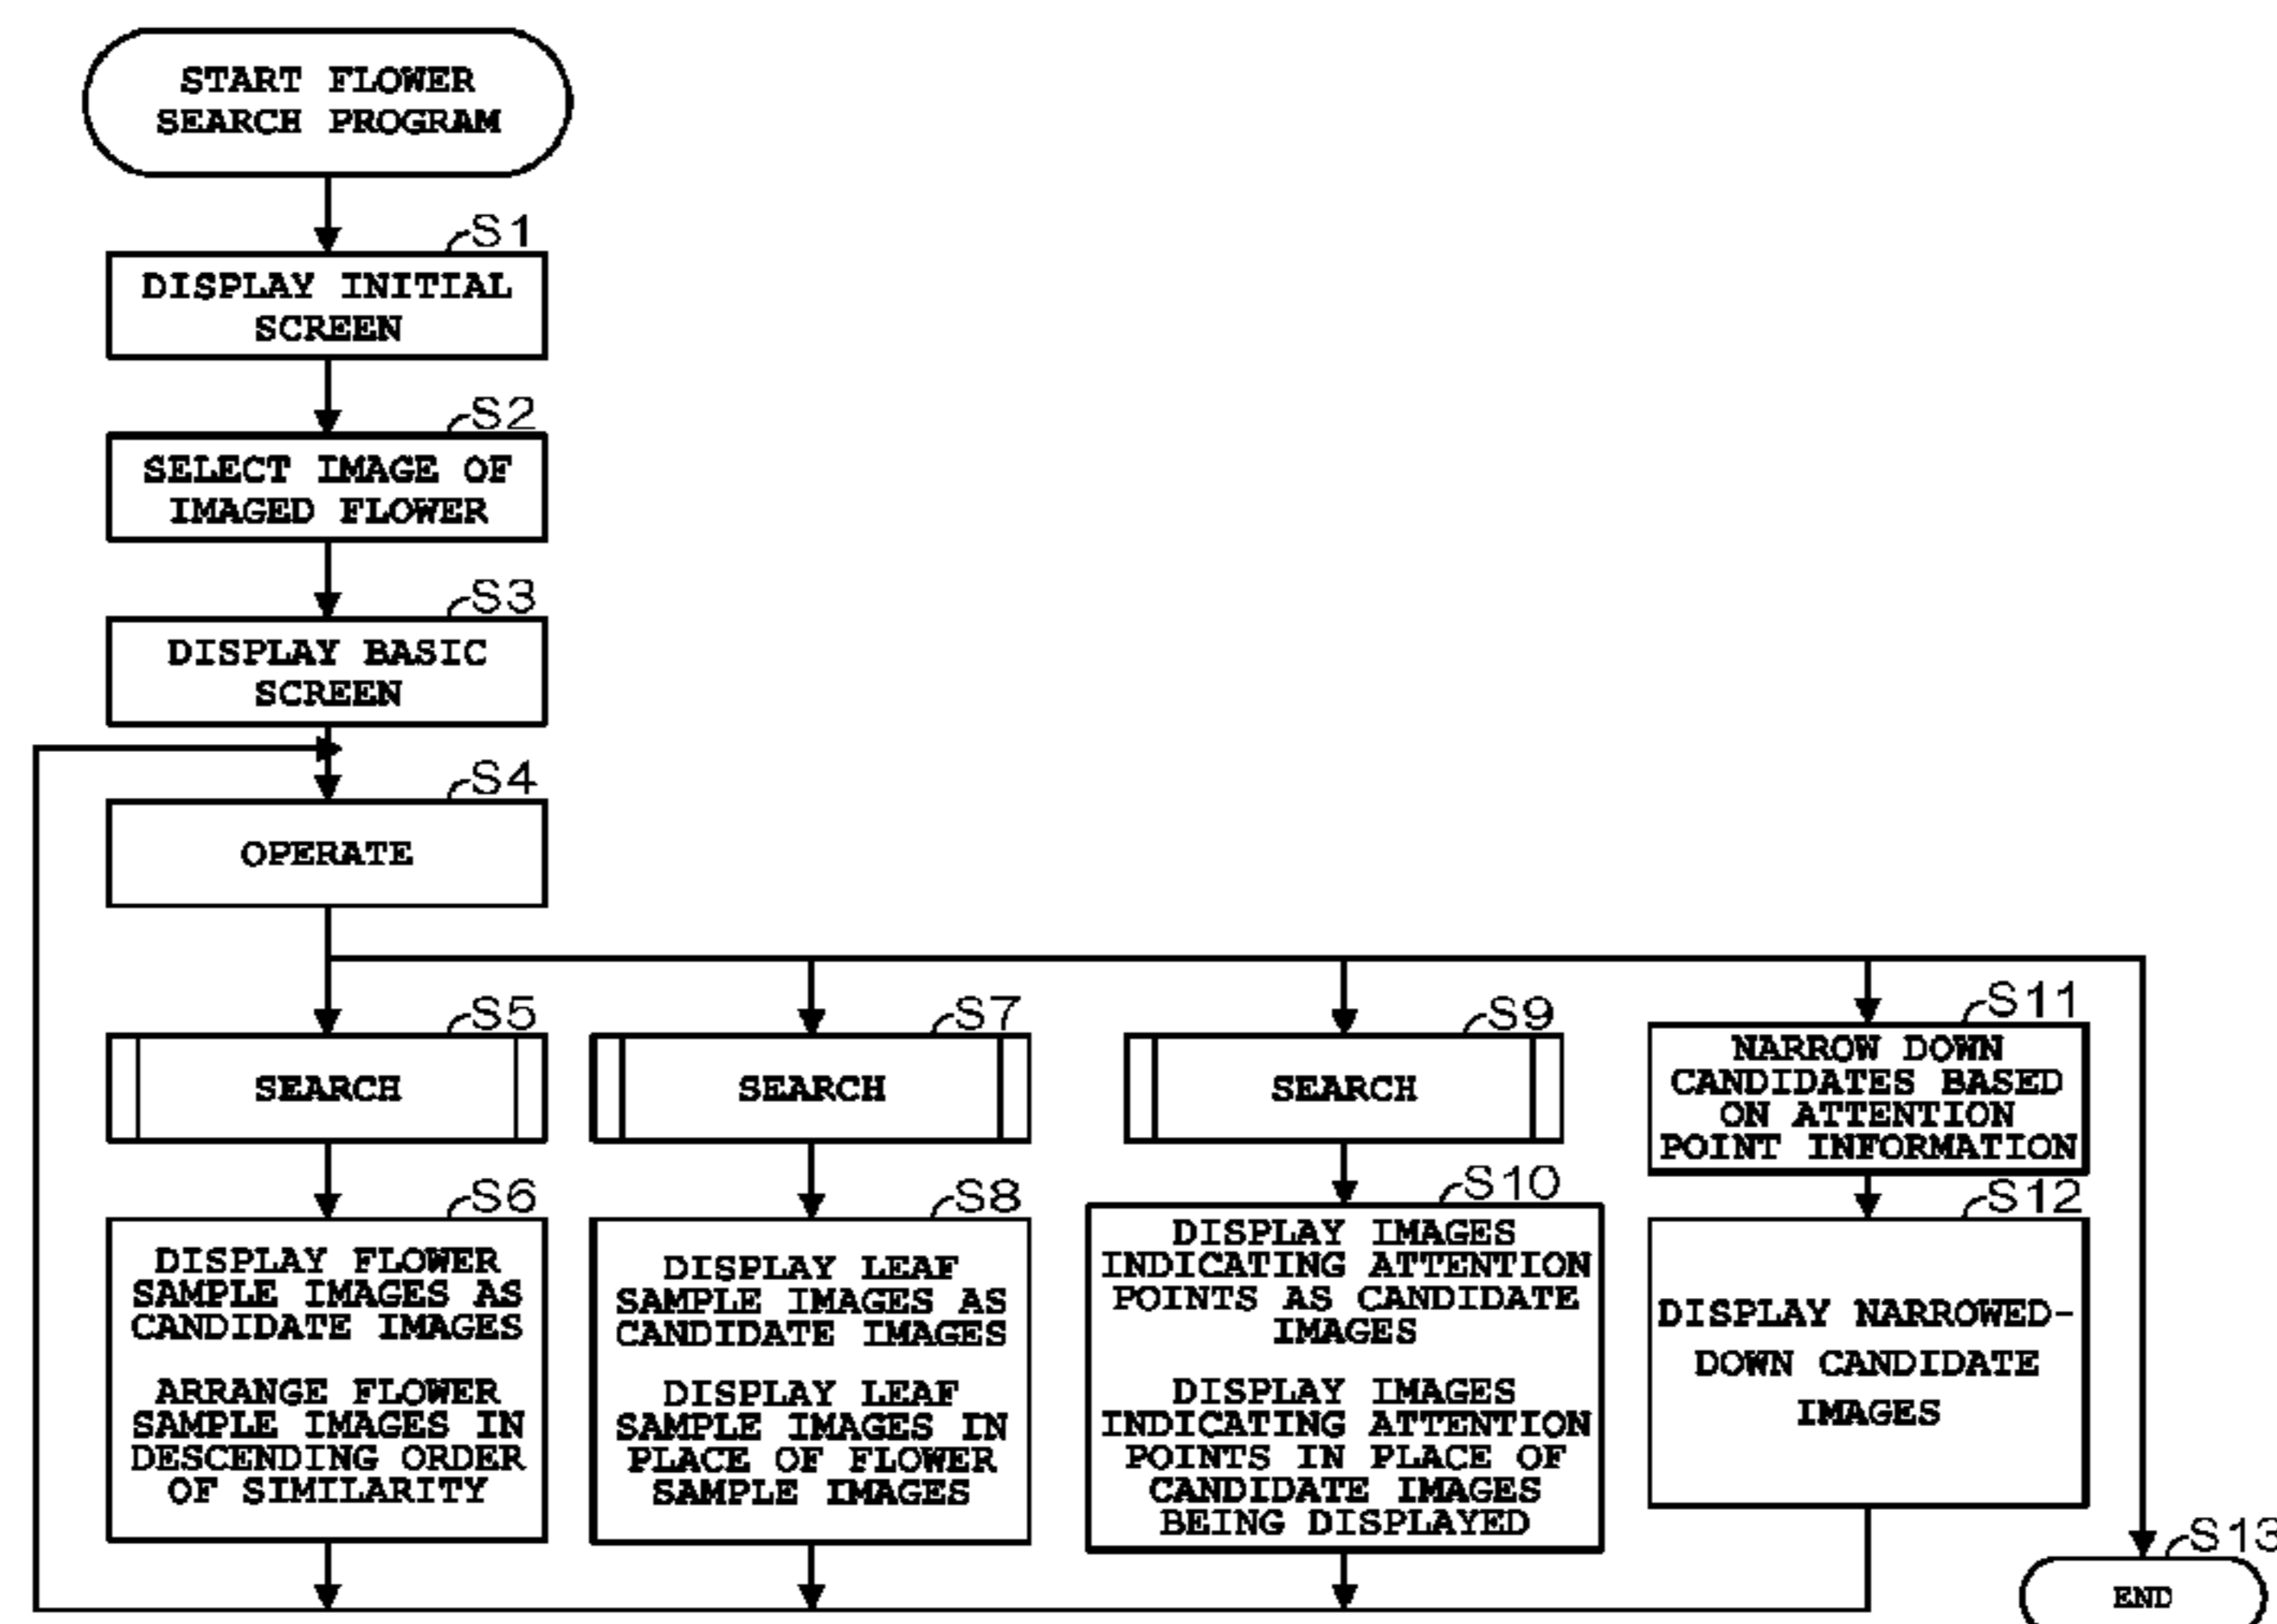 START FLOWER
SEARCH PROGRAM
S1
DISPLAY INITIAL
SCREEN
S2
SELECT IMAGE OF
IMAGED FLOWER
S3
DISPLAY BASIC
SCREEN
S4
OPERATE
S5
SEARCH
S7
SEARCH
S9
SEARCH
S11
NARROW DOWN
CANDIDATES BASED
ON ATTENTION
POINT INFORMATION
S6
DISPLAY FLOWER
SAMPLE IMAGES AS
CANDIDATE IMAGES
ARRANGE FLOWER
SAMPLE IMAGES IN
DESCENDING ORDER
OF SIMILARITY
S8
DISPLAY LEAF
SAMPLE IMAGES AS
CANDIDATE IMAGES
DISPLAY LEAF
SAMPLE IMAGES IN
PLACE OF FLOWER
SAMPLE IMAGES
S10
DISPLAY IMAGES
INDICATING ATTENTION
POINTS AS CANDIDATE
IMAGES
DISPLAY IMAGES
INDICATING ATTENTION
POINTS IN PLACE OF
CANDIDATE IMAGES
BEING DISPLAYED
S12
DISPLAY NARROWED-
DOWN CANDIDATE
IMAGES
S13
END